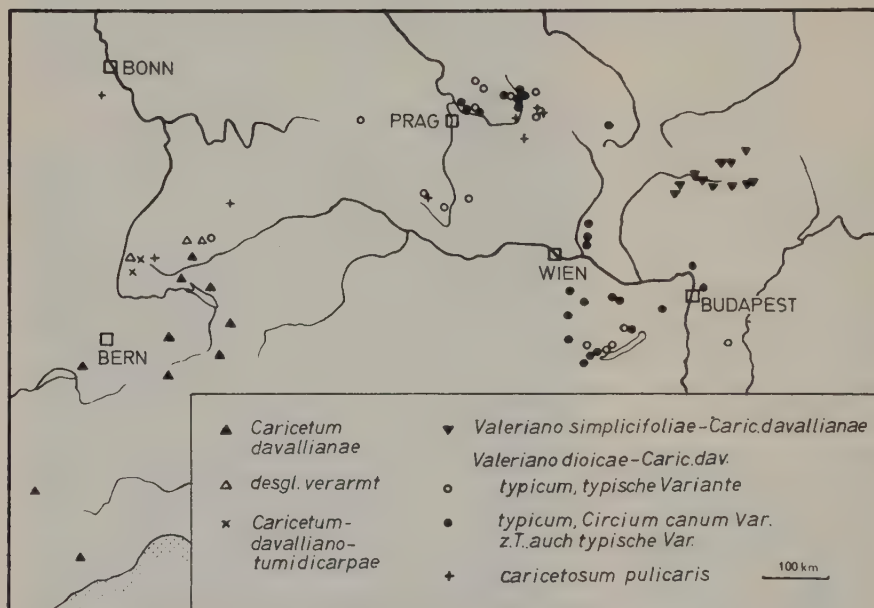 BONN
PRAG
WIEN
BUDAPEST
BERN
Caricetum
davallianae
desgl. verarmt
Caricetum-
davalliano-
tumidicarpae
Valeriano simplicifoliae-Caric.davallianae
Valeriano dioicae-Caric.dav.
typicum, typische Variante
typicum, Circium canum Var.
z.T. auch typische Var.
caricetosum pulicaris
100 km